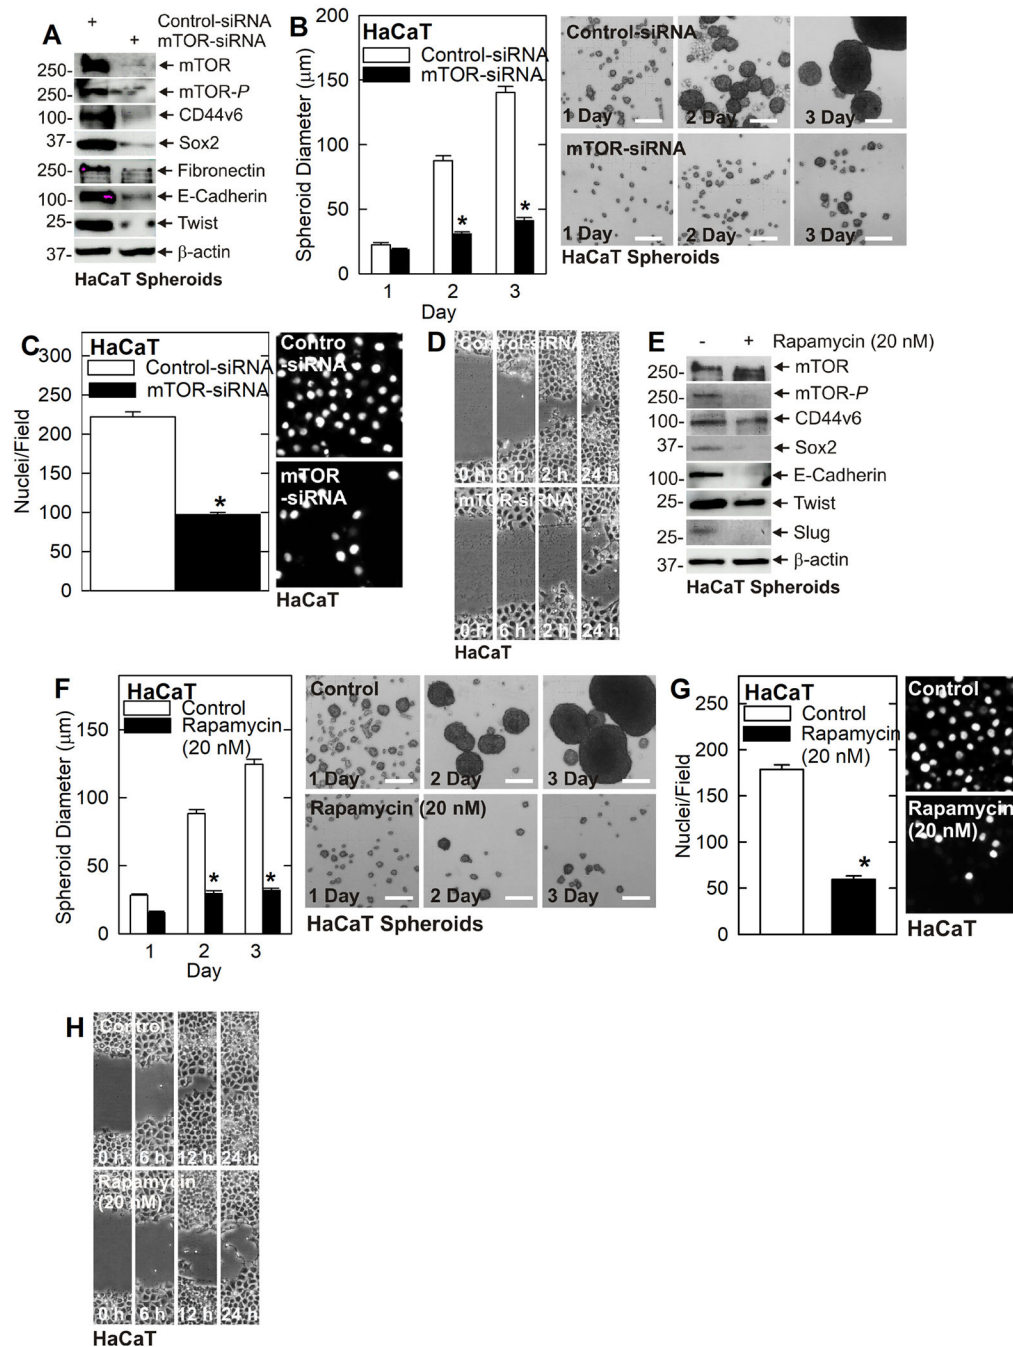 A
+ Control-siRNA
+ mTOR-siRNA
250- mTOR
250- mTOR-P
100- CD44v6
37- Sox2
250- Fibronectin
100- E-Cadherin
25- Twist
37- β-actin
HaCaT Spheroids
B
HaCaT
Control-siRNA
mTOR-siRNA
Spheroid Diameter (μm)
200
150
100
50
0
*
*
1 2 3
Day
Control-siRNA
1 Day 2 Day 3 Day
mTOR-siRNA
1 Day 2 Day 3 Day
HaCaT Spheroids
C
HaCaT
Control-siRNA
mTOR-siRNA
Nuclei/Field
300
250
200
150
100
50
0
*
Contro
-siRNA
mTOR
-siRNA
HaCaT
D
Control-siRNA
0 h 6 h 2 h 24 h
mTOR-siRNA
0 h 6 h 2 h 24 h
HaCaT
E
- + Rapamycin (20 nM)
250- mTOR
250- mTOR-P
100- CD44v6
37- Sox2
100- E-Cadherin
25- Twist
25- Slug
37- β-actin
HaCaT Spheroids
F
HaCaT
Control
Rapamycin
(20 nM)
Spheroid Diameter (μm)
150
100
50
0
*
*
1 2 3
Day
Control
1 Day 2 Day 3 Day
Rapamycin (20 nM)
1 Day 2 Day 3 Day
HaCaT Spheroids
G
HaCaT
Control
Rapamycin
(20 nM)
Nuclei/Field
250
200
150
100
50
0
*
Control
Rapamycin
(20 nM)
HaCaT
H
Control
0 h 6 h 12 h 24 h
Rapamycin
(20 nM)
0 h 6 h 12 h 24 h
HaCaT